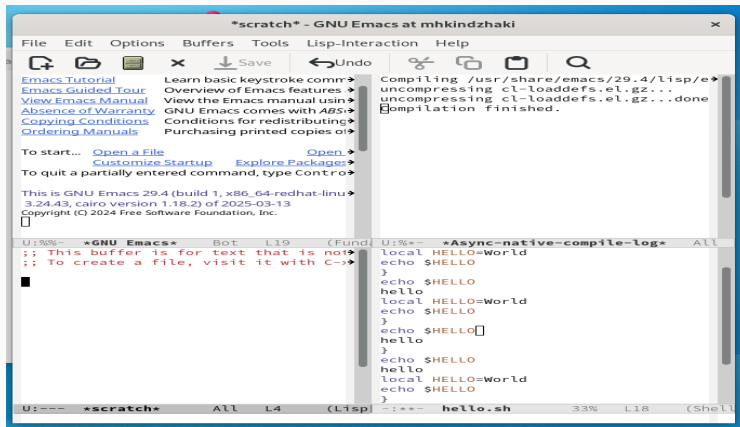 *scratch* - GNU Emacs at mhkindzhaki
File Edit Options Buffers Tools Lisp-Interaction Help
Save Undo
Emacs Tutorial Learn basic keystroke comm
Emacs Guided Tour Overview of Emacs features
View Emacs Manual View the Emacs manual usin
Absence of Warranty GNU Emacs comes with ABS
Copying Conditions Conditions for redistributing
Ordering Manuals Purchasing printed copies of
To start... Open a File Open
Customize Startup Explore Packages
To quit a partially entered command, type Contro
This is GNU Emacs 29.4 (build 1, x86_64-redhat-linu
3.24.43, cairo version 1.18.2) of 2025-03-13
Copyright (C) 2024 Free Software Foundation, Inc.
U:%%- *GNU Emacs* Bot L19 (Funda
Compiling /usr/share/emacs/29.4/lisp/e
uncompressing cl-loaddefs.el.gz...
uncompressing cl-loaddefs.el.gz...done
Compilation finished.
U:%*- *Async-native-compile-log* All
;; This buffer is for text that is not
;; To create a file, visit it with C-x
U:--- *scratch* All L4 (Lisp
local HELLO=World
echo $HELLO
}
echo $HELLO
hello
local HELLO=World
echo $HELLO
}
echo $HELLO
hello
}
echo $HELLO
hello
local HELLO=World
echo $HELLO
}
-:**- hello.sh 33% L18 (Shell